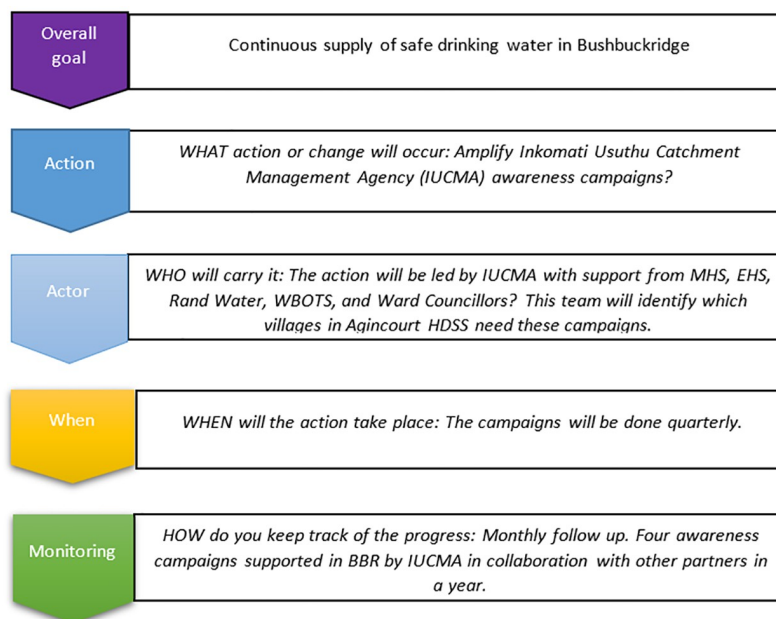 Overall
goal
Continuous supply of safe drinking water in Bushbuckridge
Action
WHAT action or change will occur: Amplify Inkomati Usuthu Catchment
Management Agency (IUCMA) awareness campaigns?
Actor
WHO will carry it: The action will be led by IUCMA with support from MHS, EHS,
Rand Water, WBOTS, and Ward Councillors? This team will identify which
villages in Agincourt HDSS need these campaigns.
When
WHEN will the action take place: The campaigns will be done quarterly.
Monitoring
HOW do you keep track of the progress: Monthly follow up. Four awareness
campaigns supported in BBR by IUCMA in collaboration with other partners in
a year.